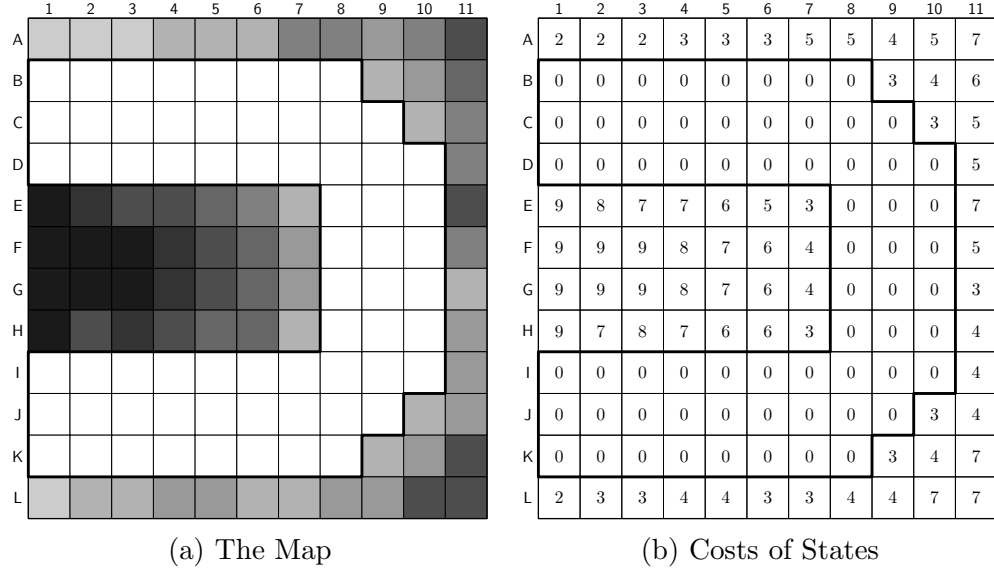 1 2 3 4 5 6 7 8 9 10 11
A
B
C
D
E
F
G
H
I
J
K
L
(a) The Map
1 2 3 4 5 6 7 8 9 10 11
A 2 2 2 3 3 3 5 5 4 5 7
B 0 0 0 0 0 0 0 0 3 4 6
C 0 0 0 0 0 0 0 0 0 3 5
D 0 0 0 0 0 0 0 0 0 0 5
E 9 8 7 7 6 5 3 0 0 0 7
F 9 9 9 8 7 6 4 0 0 0 5
G 9 9 9 8 7 6 4 0 0 0 3
H 9 7 8 7 6 6 3 0 0 0 4
I 0 0 0 0 0 0 0 0 0 0 4
J 0 0 0 0 0 0 0 0 0 3 4
K 0 0 0 0 0 0 0 0 3 4 7
L 2 3 3 4 4 3 3 4 4 7 7
(b) Costs of States